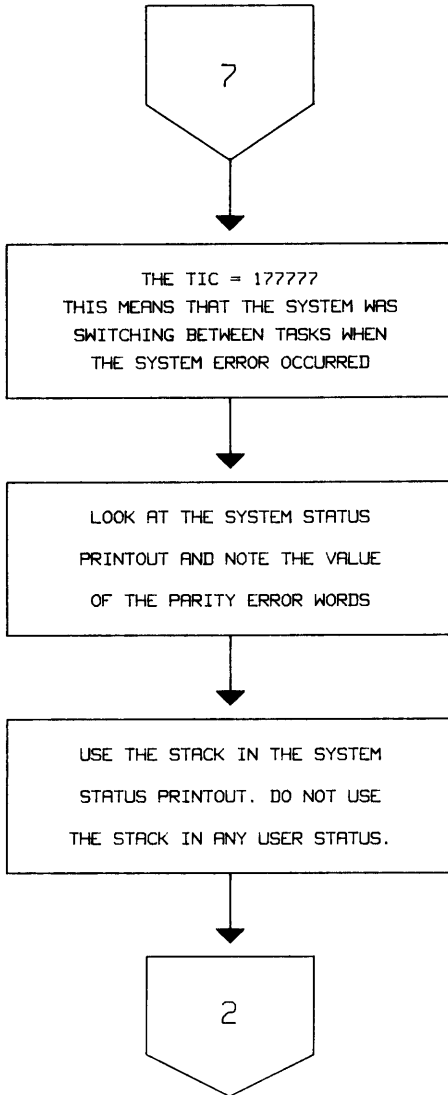 7
THE TIC = 177777
THIS MEANS THAT THE SYSTEM WAS
SWITCHING BETWEEN TASKS WHEN
THE SYSTEM ERROR OCCURRED
LOOK AT THE SYSTEM STATUS
PRINTOUT AND NOTE THE VALUE
OF THE PARITY ERROR WORDS
USE THE STACK IN THE SYSTEM
STATUS PRINTOUT. DO NOT USE
THE STACK IN ANY USER STATUS.
2